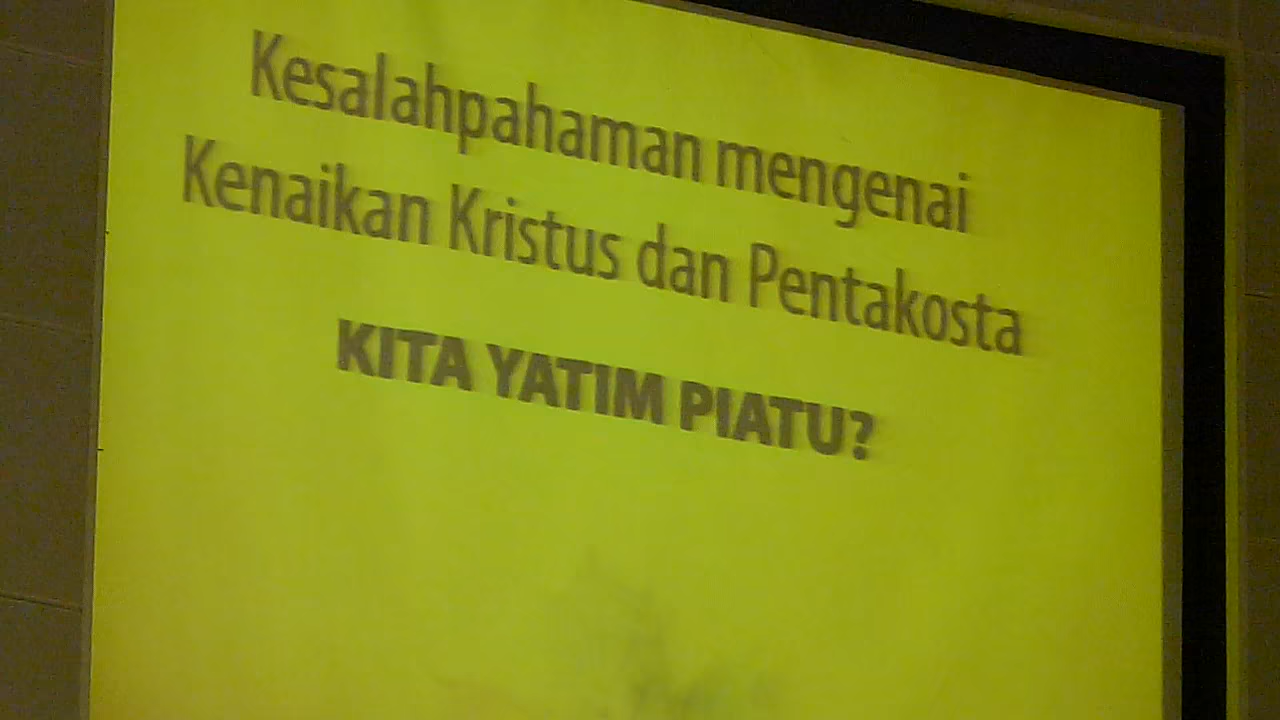 Kesalahpahaman mengenai
Kenaikan Kristus dan Pentakosta
KITA YATIM PIATU?